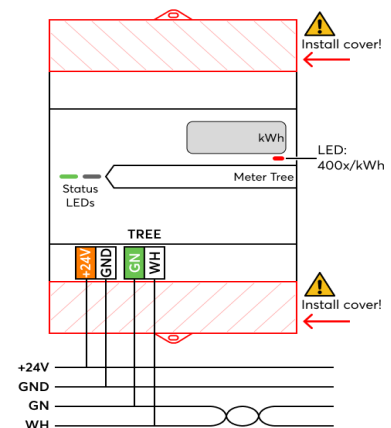 Install cover!
kWh
LED:
400x/kWh
Meter Tree
Status
LEDs
TREE
+24V
GND
GN
WH
Install cover!
+24V
GND
GN
WH